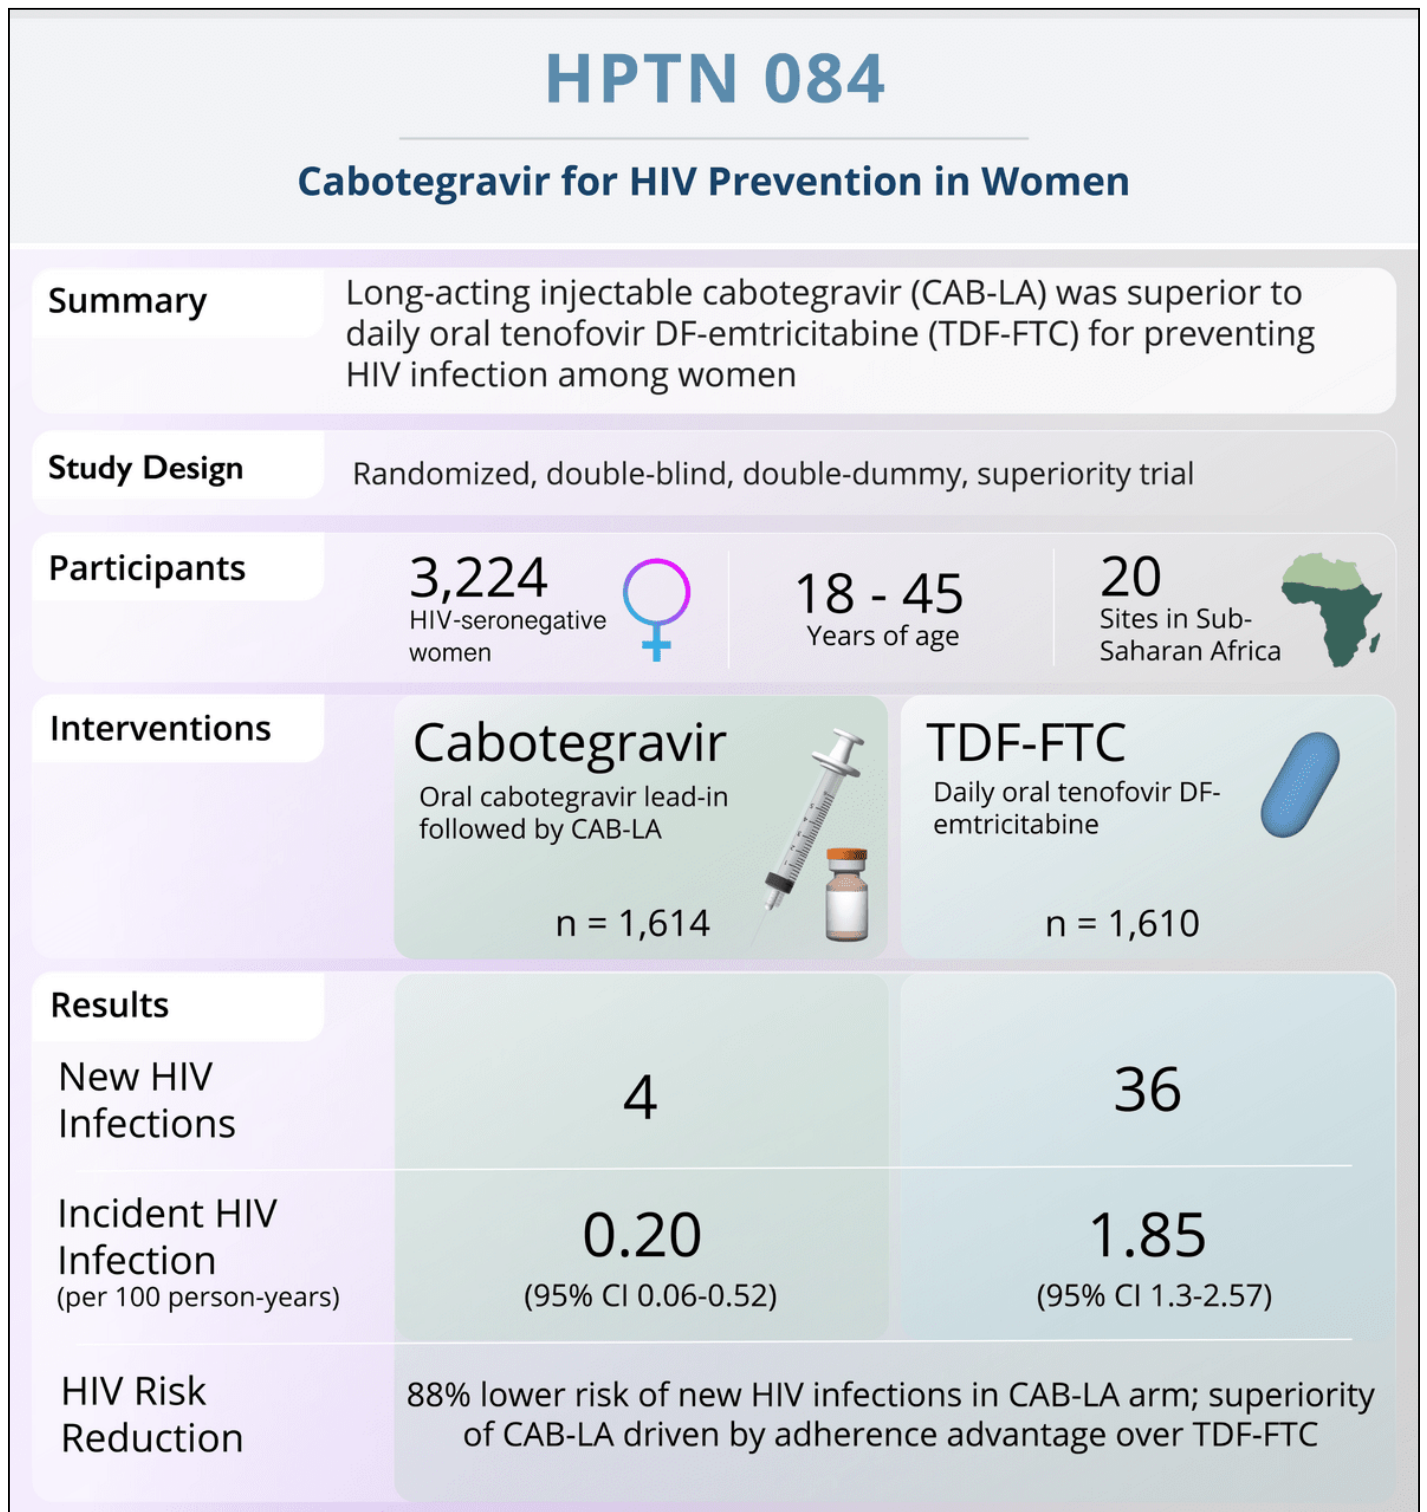 HPTN 084
Cabotegravir for HIV Prevention in Women
Summary
Long-acting injectable cabotegravir (CAB-LA) was superior to
daily oral tenofovir DF-emtricitabine (TDF-FTC) for preventing
HIV infection among women
Study Design
Randomized, double-blind, double-dummy, superiority trial
Participants
3,224
HIV-seronegative
women
18 - 45
Years of age
20
Sites in Sub-
Saharan Africa
Interventions
Cabotegravir
Oral cabotegravir lead-in
followed by CAB-LA
n = 1,614
TDF-FTC
Daily oral tenofovir DF-
emtricitabine
n = 1,610
Results
New HIV
Infections
4
36
Incident HIV
Infection
(per 100 person-years)
0.20
(95% CI 0.06-0.52)
1.85
(95% CI 1.3-2.57)
HIV Risk
Reduction
88% lower risk of new HIV infections in CAB-LA arm; superiority
of CAB-LA driven by adherence advantage over TDF-FTC